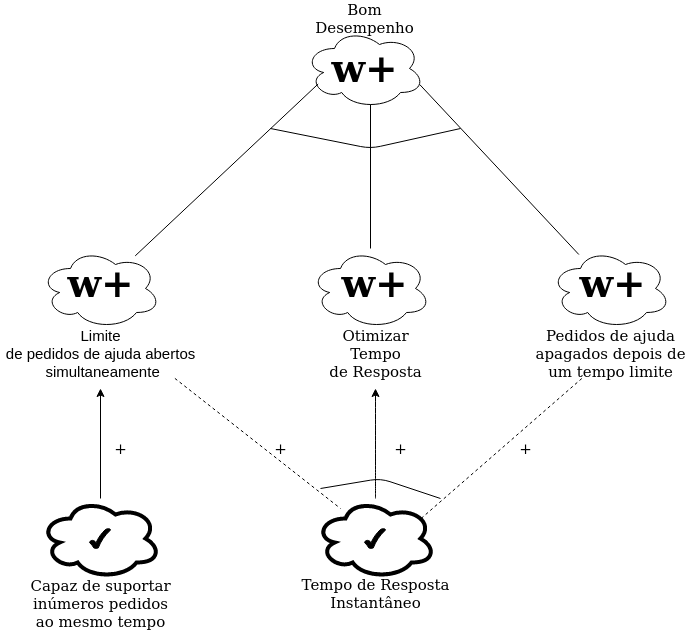 Bom
Desempenho
w+
w+
w+
w+
Limite
de pedidos de ajuda abertos
simultaneamente
Otimizar
Tempo
de Resposta
Pedidos de ajuda
apagados depois de
um tempo limite
+
+
+
+
✓
✓
Capaz de suportar
inúmeros pedidos
ao mesmo tempo
Tempo de Resposta
Instantâneo